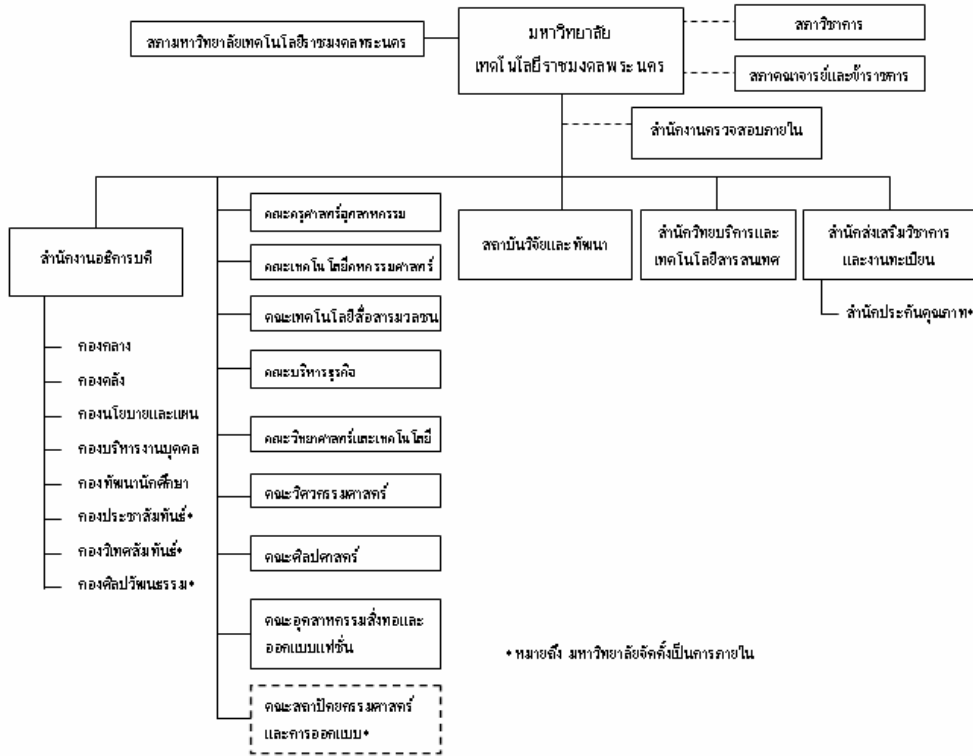 สภามหาวิทยาลัยเทคโนโลยีราชมงคลพระนคร
มหาวิทยาลัย
เทคโนโลยีราชมงคลพระนคร
สภาวิชาการ
สภาคณาจารย์และข้าราชการ
สำนักงานตรวจสอบภายใน
สำนักงานอธิการบดี
กองกลาง
กองคลัง
กองนโยบายและแผน
กองบริหารงานบุคคล
กองพัฒนานักศึกษา
กองประชาสัมพันธ์*
กองวิเทศสัมพันธ์*
กองศิลปวัฒนธรรม*
คณะครุศาสตร์อุตสาหกรรม
คณะเทคโนโลยีคหกรรมศาสตร์
คณะเทคโนโลยีสื่อสารมวลชน
คณะบริหารธุรกิจ
คณะวิทยาศาสตร์และเทคโนโลยี
คณะวิศวกรรมศาสตร์
คณะศิลปศาสตร์
คณะอุตสาหกรรมสิ่งทอและ
ออกแบบแฟชั่น
คณะสถาปัตยกรรมศาสตร์
และการออกแบบ*
สถาบันวิจัยและพัฒนา
สำนักวิทยบริการและ
เทคโนโลยีสารสนเทศ
สำนักส่งเสริมวิชาการ
และงานทะเบียน
สำนักประกันคุณภาพ*
* หมายถึง มหาวิทยาลัยจัดตั้งเป็นการภายใน